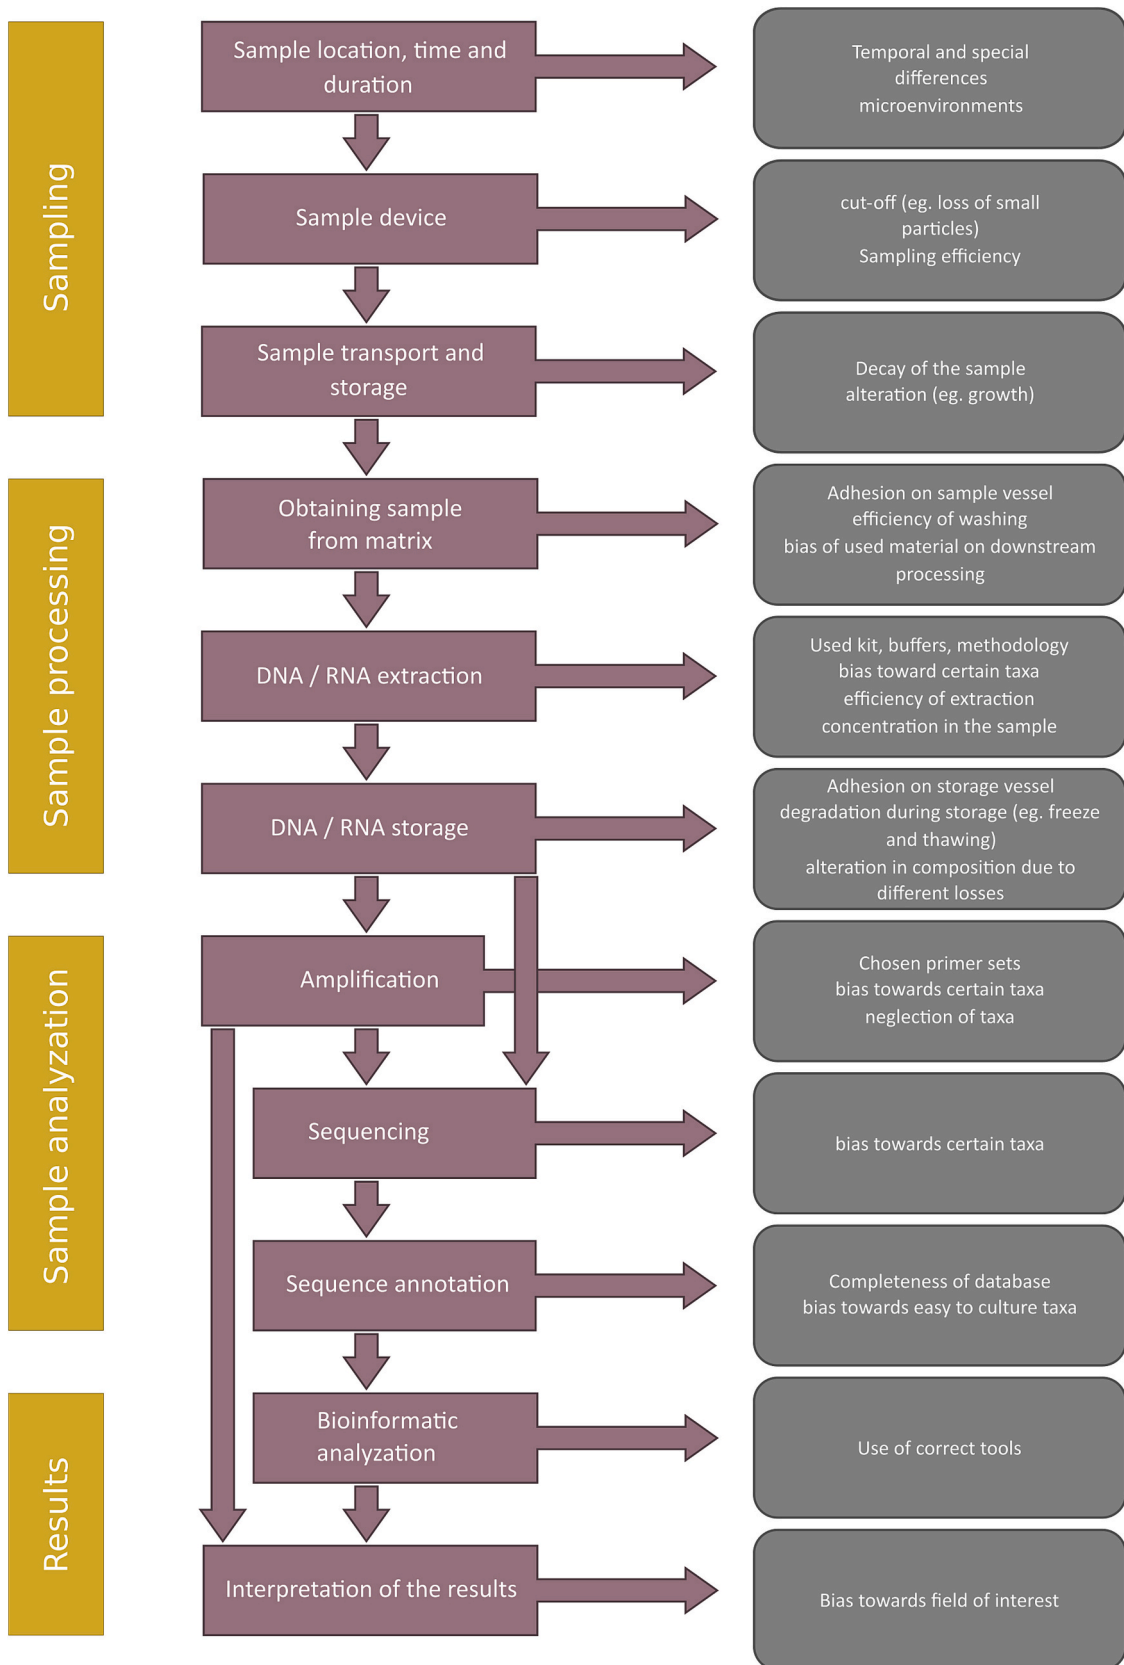 Sampling
Sample location, time and
duration
Temporal and special
differences
microenvironments
Sample device
cut-off (eg. loss of small
particles)
Sampling efficiency
Sample transport and
storage
Decay of the sample
alteration (eg. growth)
Sample processing
Obtaining sample
from matrix
Adhesion on sample vessel
efficiency of washing
bias of used material on downstream
processing
DNA / RNA extraction
Used kit, buffers, methodology
bias toward certain taxa
efficiency of extraction
concentration in the sample
DNA / RNA storage
Adhesion on storage vessel
degradation during storage (eg. freeze
and thawing)
alteration in composition due to
different losses
Sample analyzation
Amplification
Chosen primer sets
bias towards certain taxa
neglection of taxa
Sequencing
bias towards certain taxa
Sequence annotation
Completeness of database
bias towards easy to culture taxa
Results
Bioinformatic
analyzation
Use of correct tools
Interpretation of the results
Bias towards field of interest